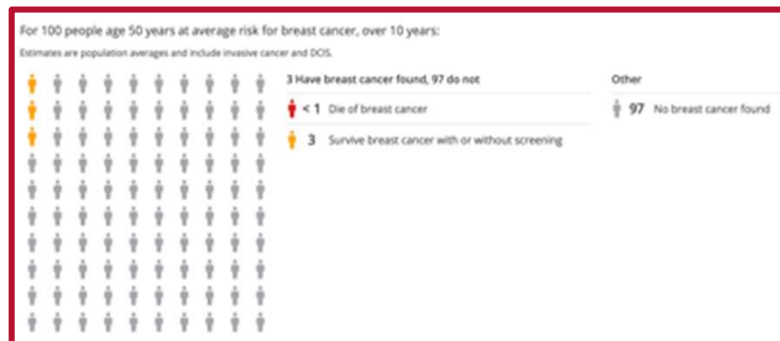 For 100 people age 50 years at average risk for breast cancer, over 10 years:
Estimates are population averages and include invasive cancer and DCIS.
3 Have breast cancer found, 97 do not
< 1 Die of breast cancer
3 Survive breast cancer with or without screening
Other
97 No breast cancer found